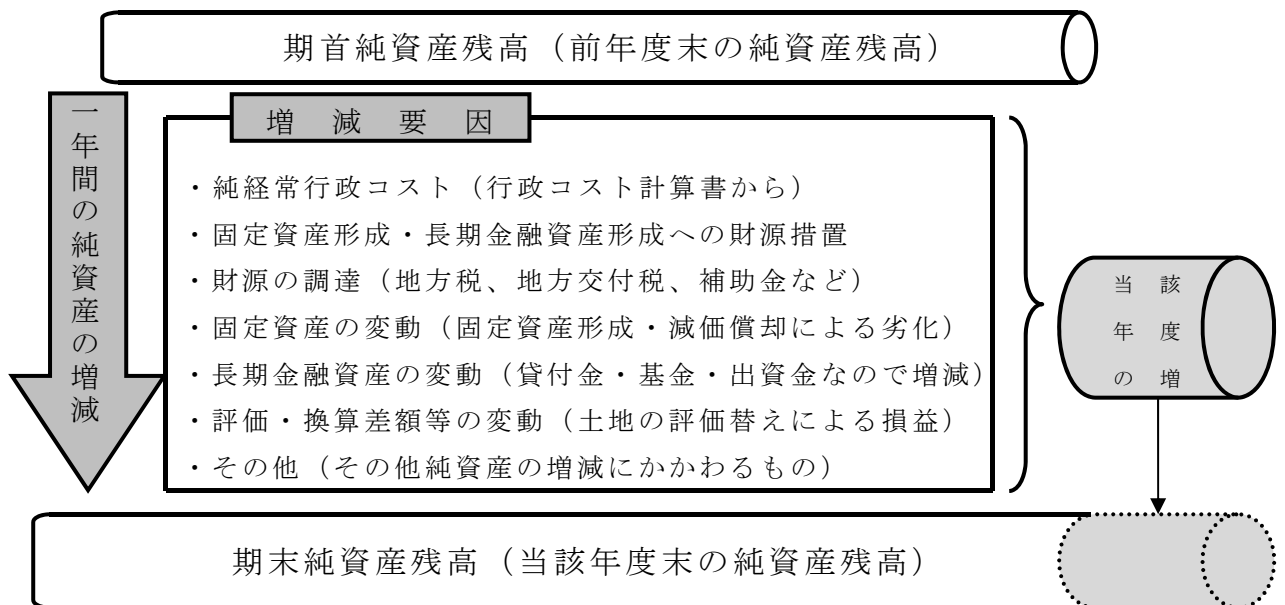 期首純資産残高（前年度末の純資産残高）
一年間の純資産の増減
増減要因
・純経常行政コスト（行政コスト計算書から）
・固定資産形成・長期金融資産形成への財源措置
・財源の調達（地方税、地方交付税、補助金など）
・固定資産の変動（固定資産形成・減価償却による劣化）
・長期金融資産の変動（貸付金・基金・出資金なので増減）
・評価・換算差額等の変動（土地の評価替えによる損益）
・その他（その他純資産の増減にかかわるもの）
当該
年度
の増
期末純資産残高（当該年度末の純資産残高）